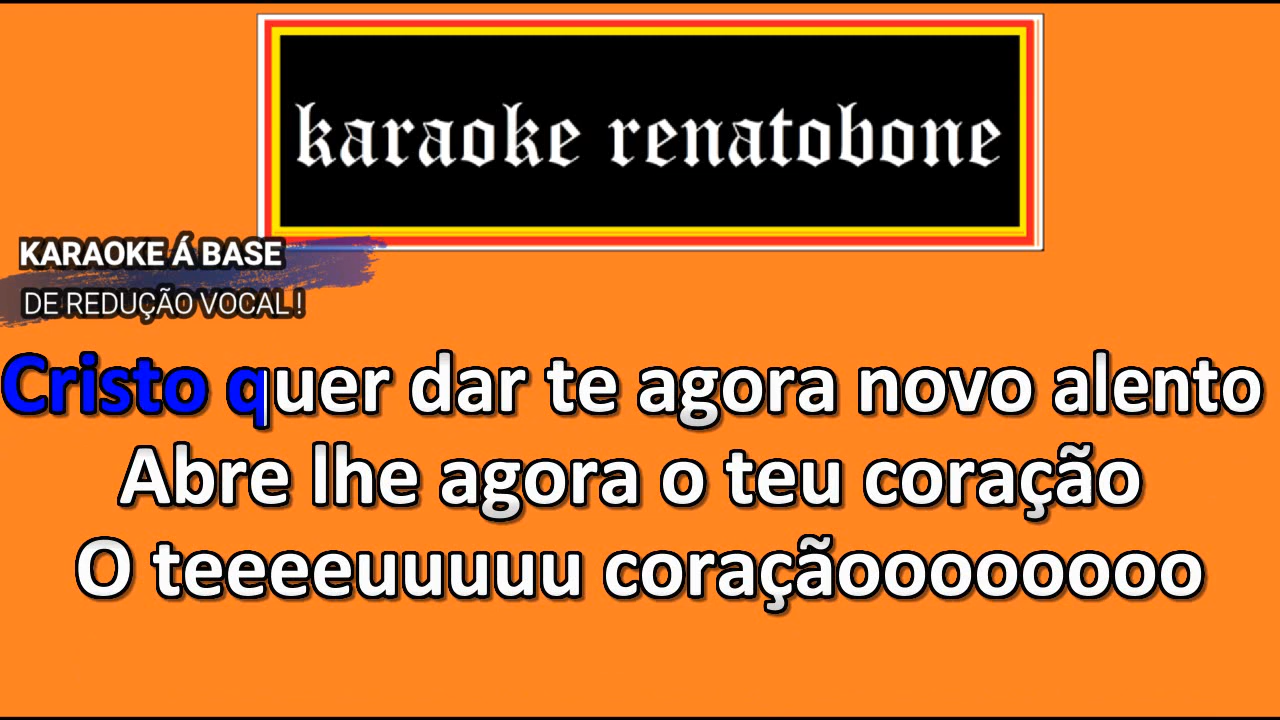 karaoke renatobone
KARAOKE Á BASE
DE REDUÇÃO VOCAL !
Cristo quer dar te agora novo alento
Abre lhe agora o teu coração
O teeeeuuuuu coraçãoooooooo